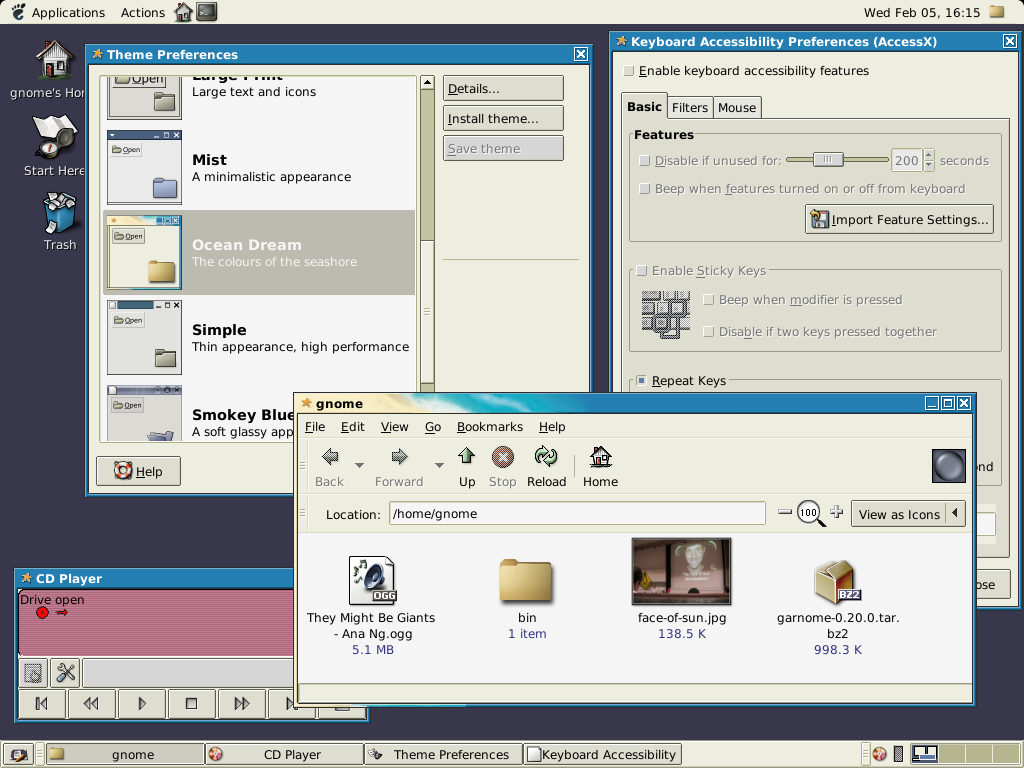 Applications Actions Wed Feb 05, 16:15
gnome's Hor
Start Here
Trash
Theme Preferences
Large Print
Large text and icons
Open
Mist
A minimalistic appearance
Open
Ocean Dream
The colours of the seashore
Open
Simple
Thin appearance, high performance
Open
Smokey Blue
A soft glassy app
Open
Details...
Install theme...
Save theme
Help
Keyboard Accessibility Preferences (AccessX)
Enable keyboard accessibility features
Basic Filters Mouse
Features
Disable if unused for: 200 seconds
Beep when features turned on or off from keyboard
Import Feature Settings...
Enable Sticky Keys
Beep when modifier is pressed
Disable if two keys pressed together
Repeat Keys
nd
ose
gnome
File Edit View Go Bookmarks Help
Back Forward Up Stop Reload Home
Location: /home/gnome 100 View as Icons
OGG
They Might Be Giants
- Ana Ng.ogg
5.1 MB
bin
1 item
face-of-sun.jpg
138.5 K
BZ2
garnome-0.20.0.tar.
bz2
998.3 K
CD Player
Drive open
gnome CD Player Theme Preferences Keyboard Accessibility